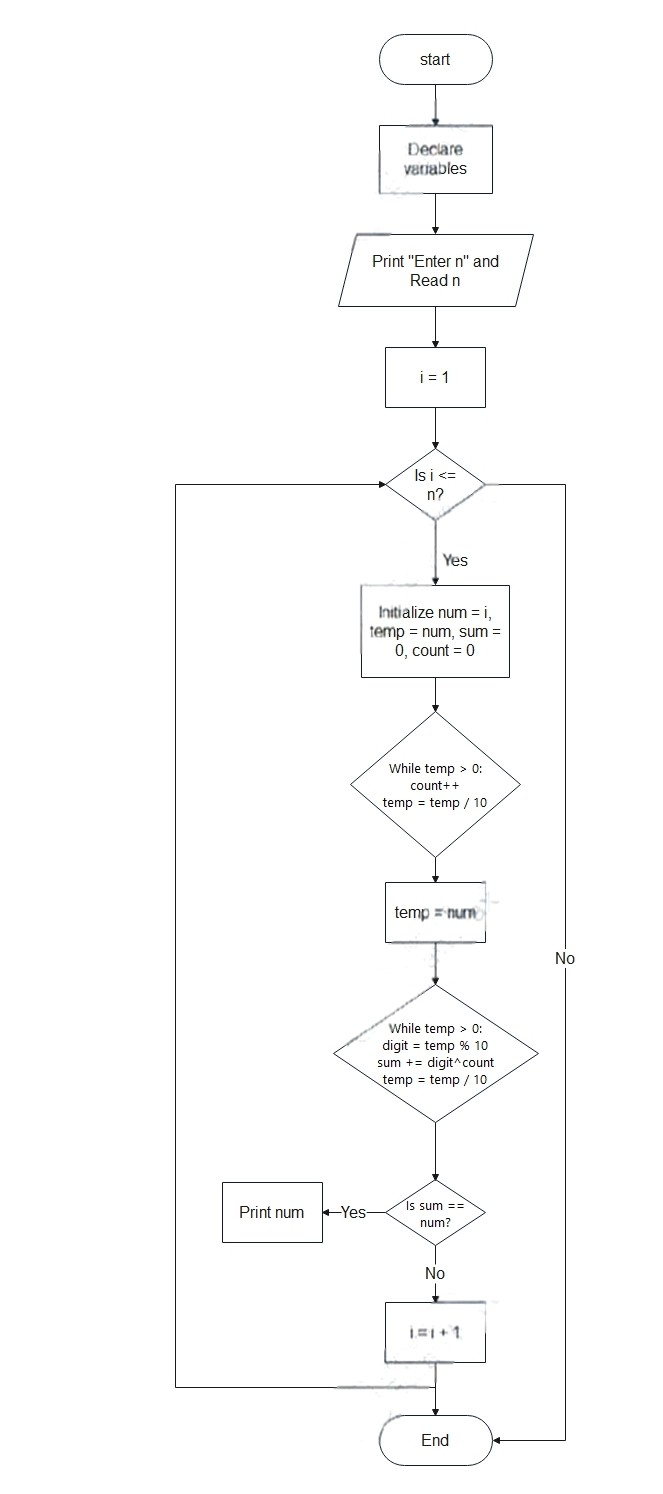 start
Declare
variables
Print "Enter n" and
Read n
i = 1
Is i <=
n?
Yes
Initialize num = i,
temp = num, sum =
0, count = 0
While temp > 0:
count++
temp = temp / 10
temp = num
No
While temp > 0:
digit = temp % 10
sum += digit^count
temp = temp / 10
Print num
Yes
Is sum ==
num?
No
i = i + 1
End